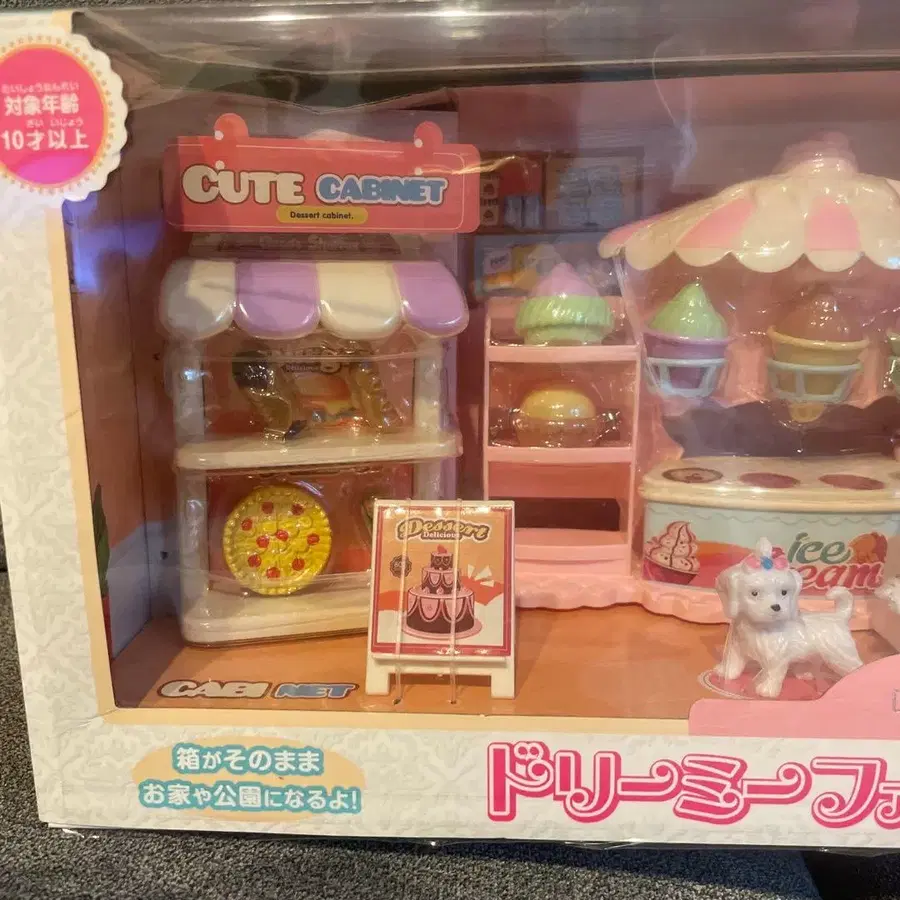 たいしょうねんれい
対象年齢
さい いじょう
10才以上
CUTE CABINET
Dessert cabinet.
Dessert
Delicious
ice
cream
CABI NET
箱がそのまま
お家や公園になるよ!
ドリーミーファ